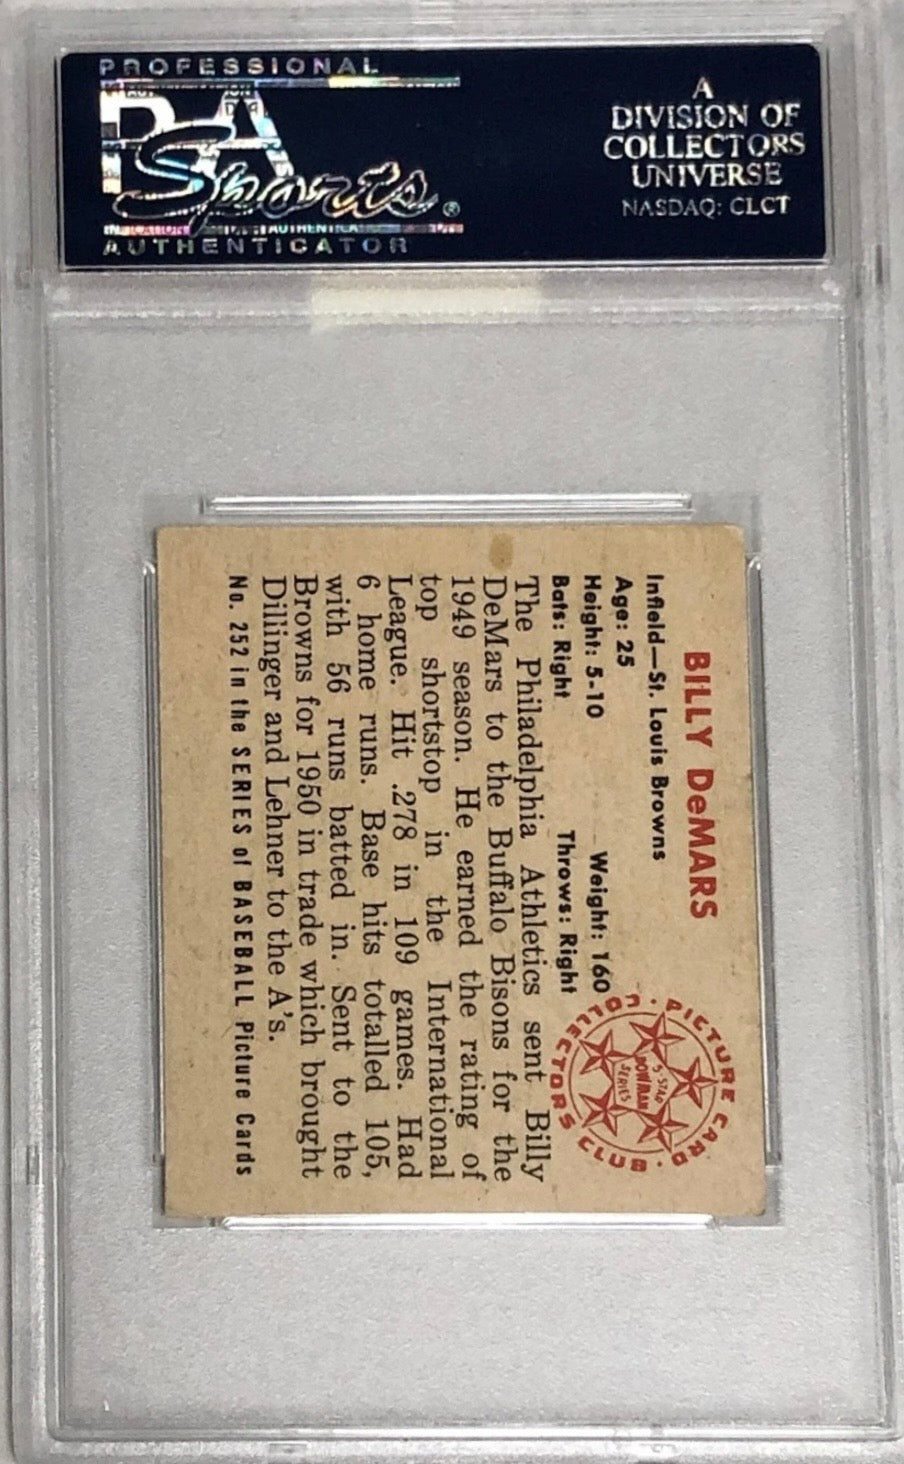 PROFESSIONAL
PSA
Sports®
AUTHENTICATOR
A
DIVISION OF
COLLECTORS
UNIVERSE
NASDAQ: CLCT
BILLY DeMARS
Infield—St. Louis Browns
Age: 25
Height: 5-10 Weight: 160
Bats: Right Throws: Right
The Philadelphia Athletics sent Billy
DeMars to the Buffalo Bisons for the
1949 season. He earned the rating of
top shortstop in the International
League. Hit .278 in 109 games. Had
6 home runs. Base hits totalled 105,
with 56 runs batted in. Sent to the
Browns for 1950 in trade which brought
Dillinger and Lehner to the A's.
No. 252 in the SERIES of BASEBALL Picture Cards
PICTURE CARD COLLECTORS CLUB
5-STAR
BOWMAN
SERIES